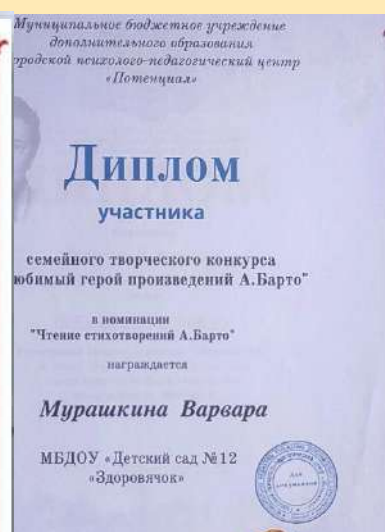 Муниципальное бюджетное учреждение
дополнительного образования
ородской психолого-педагогический центр
«Потенциал»
Диплом
участника
семейного творческого конкурса
юбимый герой произведений А.Барто"
в номинации
"Чтение стихотворений А.Барто"
награждается
Мурашкина Варвара
МБДОУ «Детский сад №12
«Здоровячок»